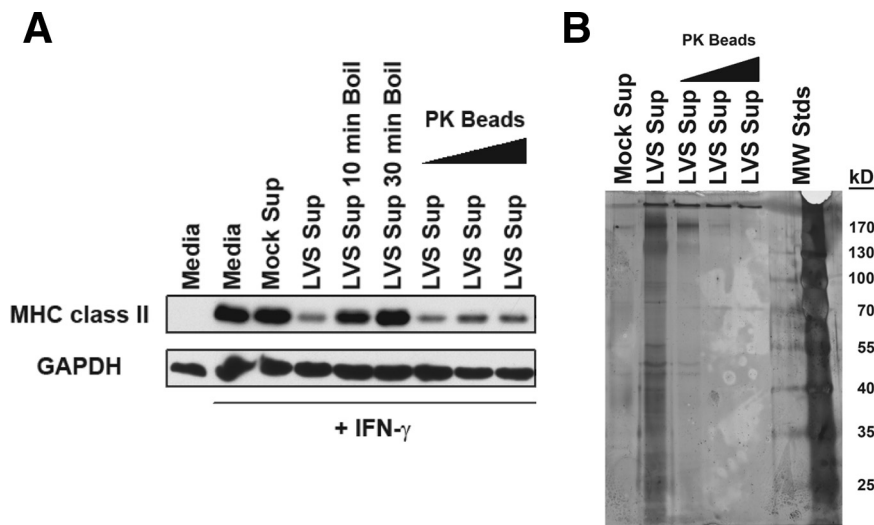 A
Media
Media
Mock Sup
LVS Sup
LVS Sup 10 min Boil
LVS Sup 30 min Boil
PK Beads
LVS Sup
LVS Sup
LVS Sup
MHC class II
GAPDH
+ IFN-γ
B
PK Beads
Mock Sup
LVS Sup
LVS Sup
LVS Sup
LVS Sup
MW Stds
kD
170
130
100
70
55
40
35
25